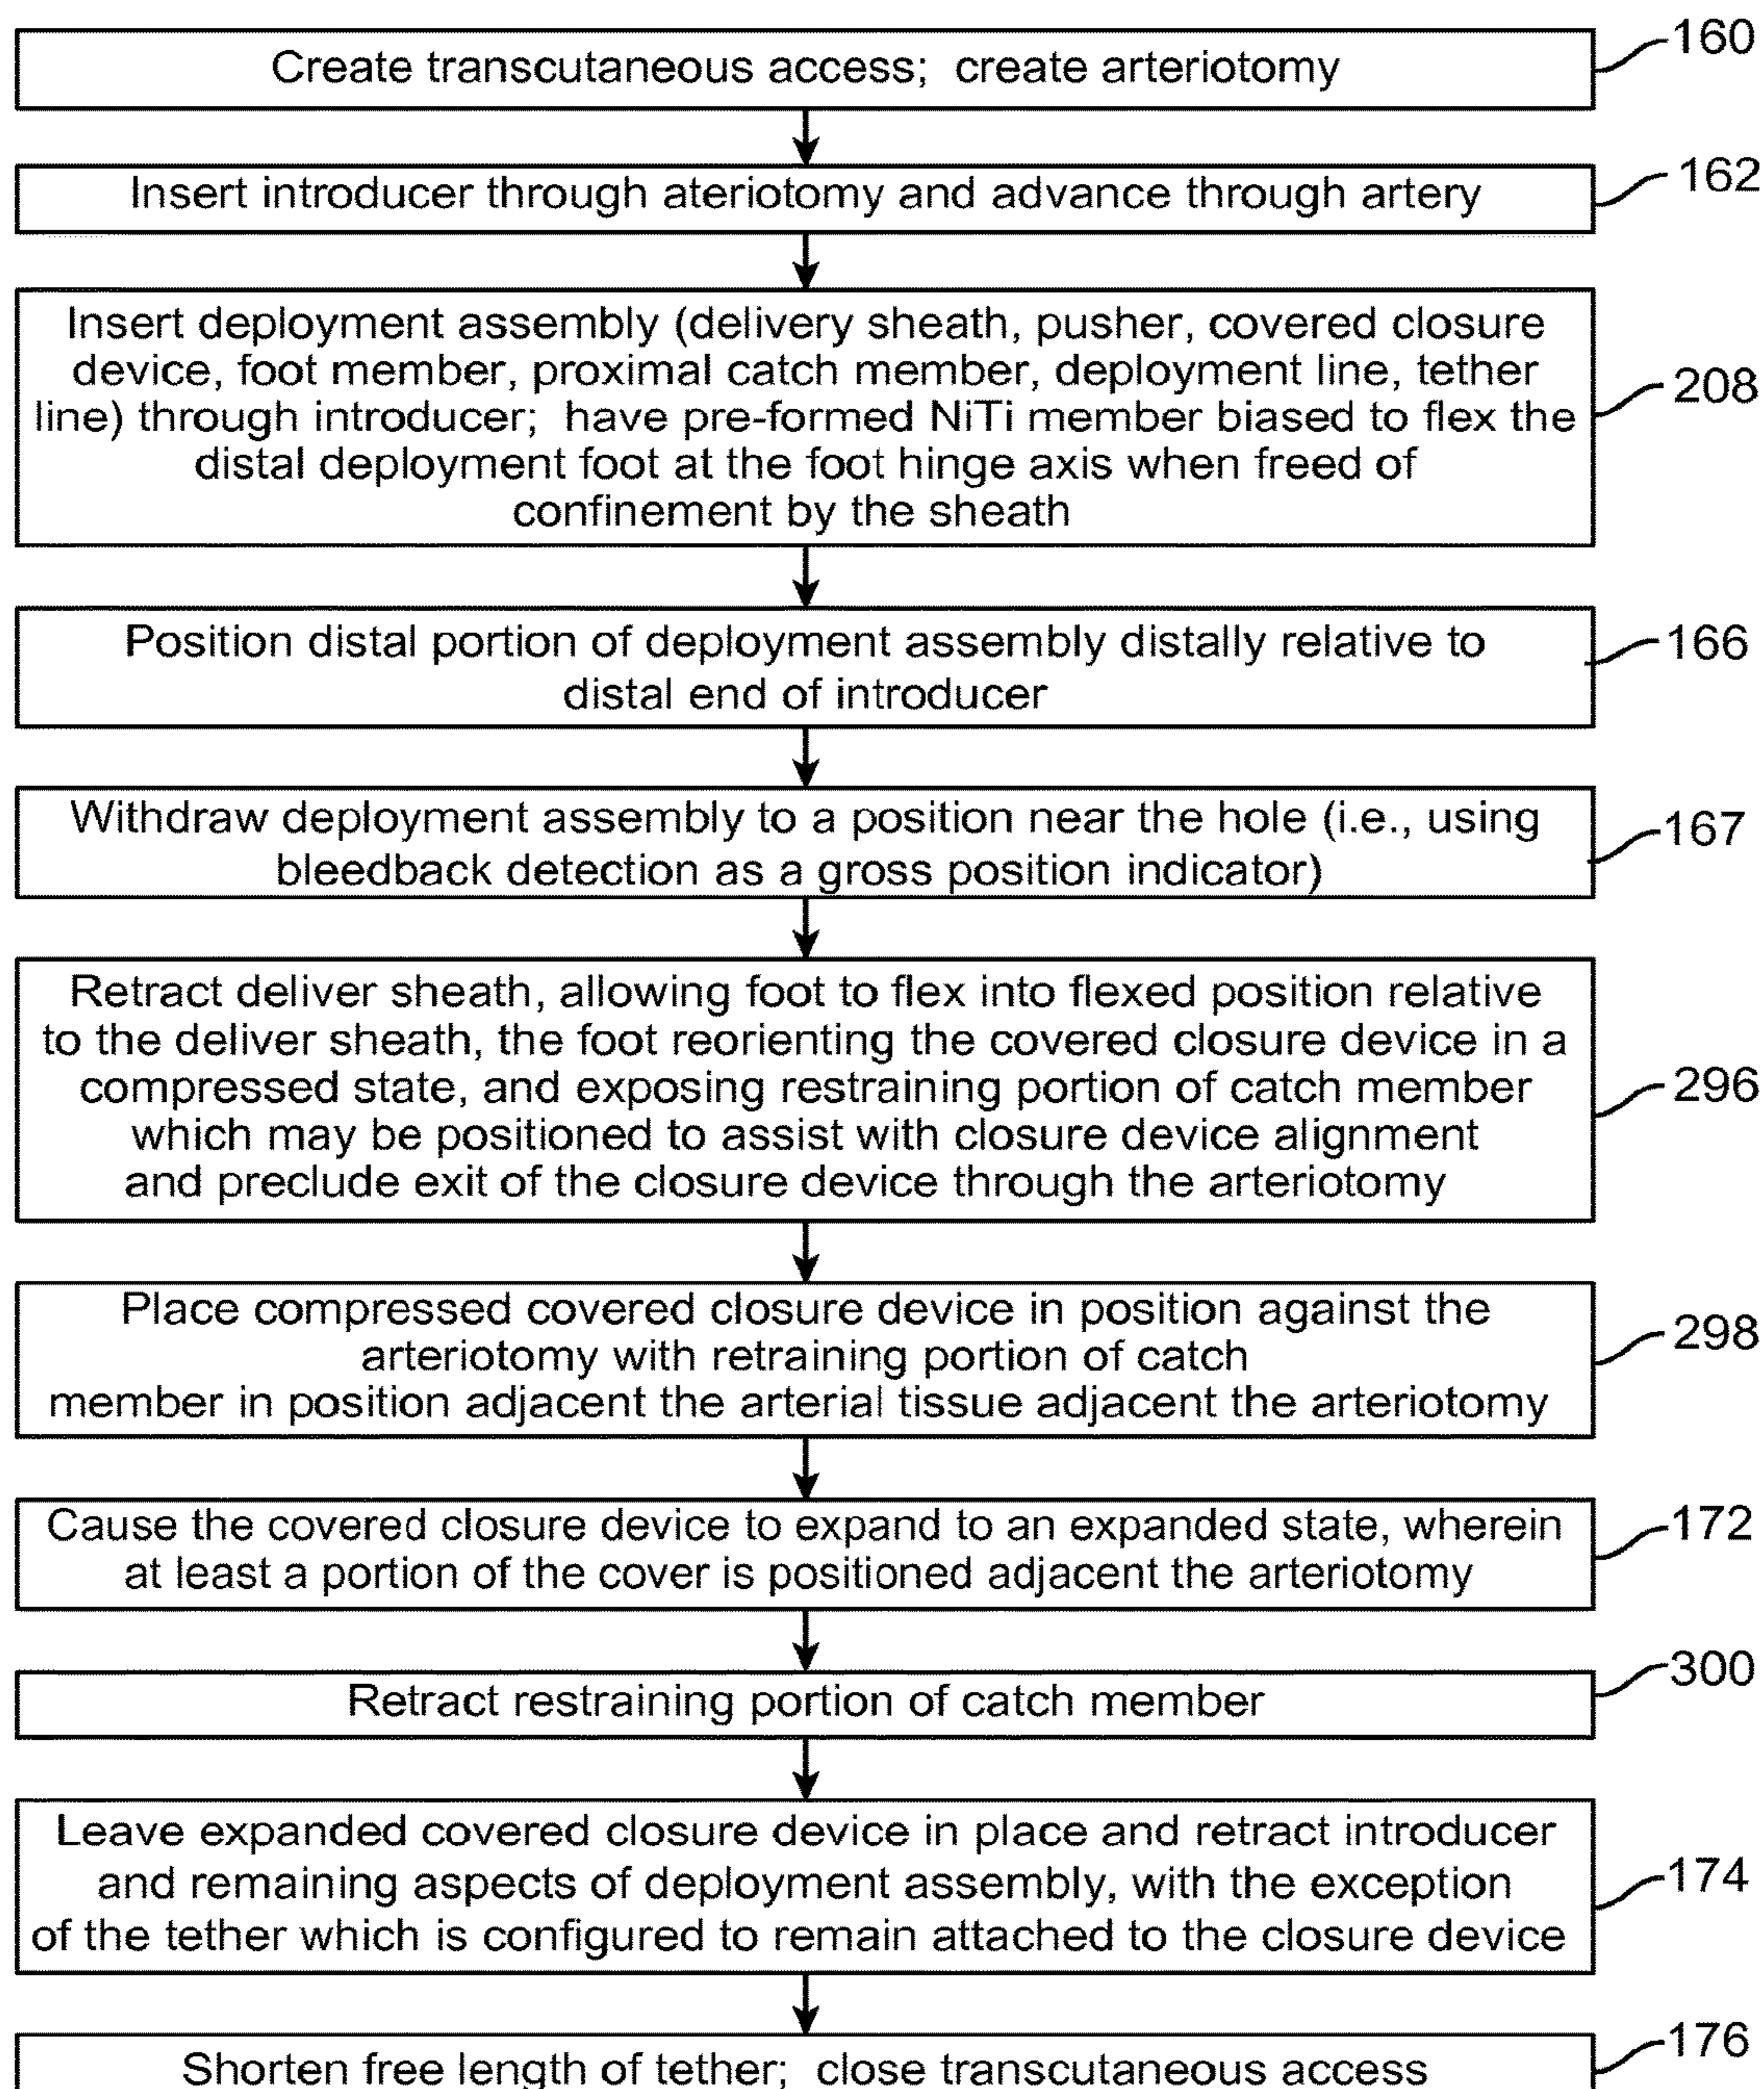 Create transcutaneous access; create arteriotomy
160
Insert introducer through ateriotomy and advance through artery
162
Insert deployment assembly (delivery sheath, pusher, covered closure
device, foot member, proximal catch member, deployment line, tether
line) through introducer; have pre-formed NiTi member biased to flex the
distal deployment foot at the foot hinge axis when freed of
confinement by the sheath
208
Position distal portion of deployment assembly distally relative to
distal end of introducer
166
Withdraw deployment assembly to a position near the hole (i.e., using
bleedback detection as a gross position indicator)
167
Retract deliver sheath, allowing foot to flex into flexed position relative
to the deliver sheath, the foot reorienting the covered closure device in a
compressed state, and exposing restraining portion of catch member
which may be positioned to assist with closure device alignment
and preclude exit of the closure device through the arteriotomy
296
Place compressed covered closure device in position against the
arteriotomy with retraining portion of catch
member in position adjacent the arterial tissue adjacent the arteriotomy
298
Cause the covered closure device to expand to an expanded state, wherein
at least a portion of the cover is positioned adjacent the arteriotomy
172
Retract restraining portion of catch member
300
Leave expanded covered closure device in place and retract introducer
and remaining aspects of deployment assembly, with the exception
of the tether which is configured to remain attached to the closure device
174
Shorten free length of tether; close transcutaneous access
176